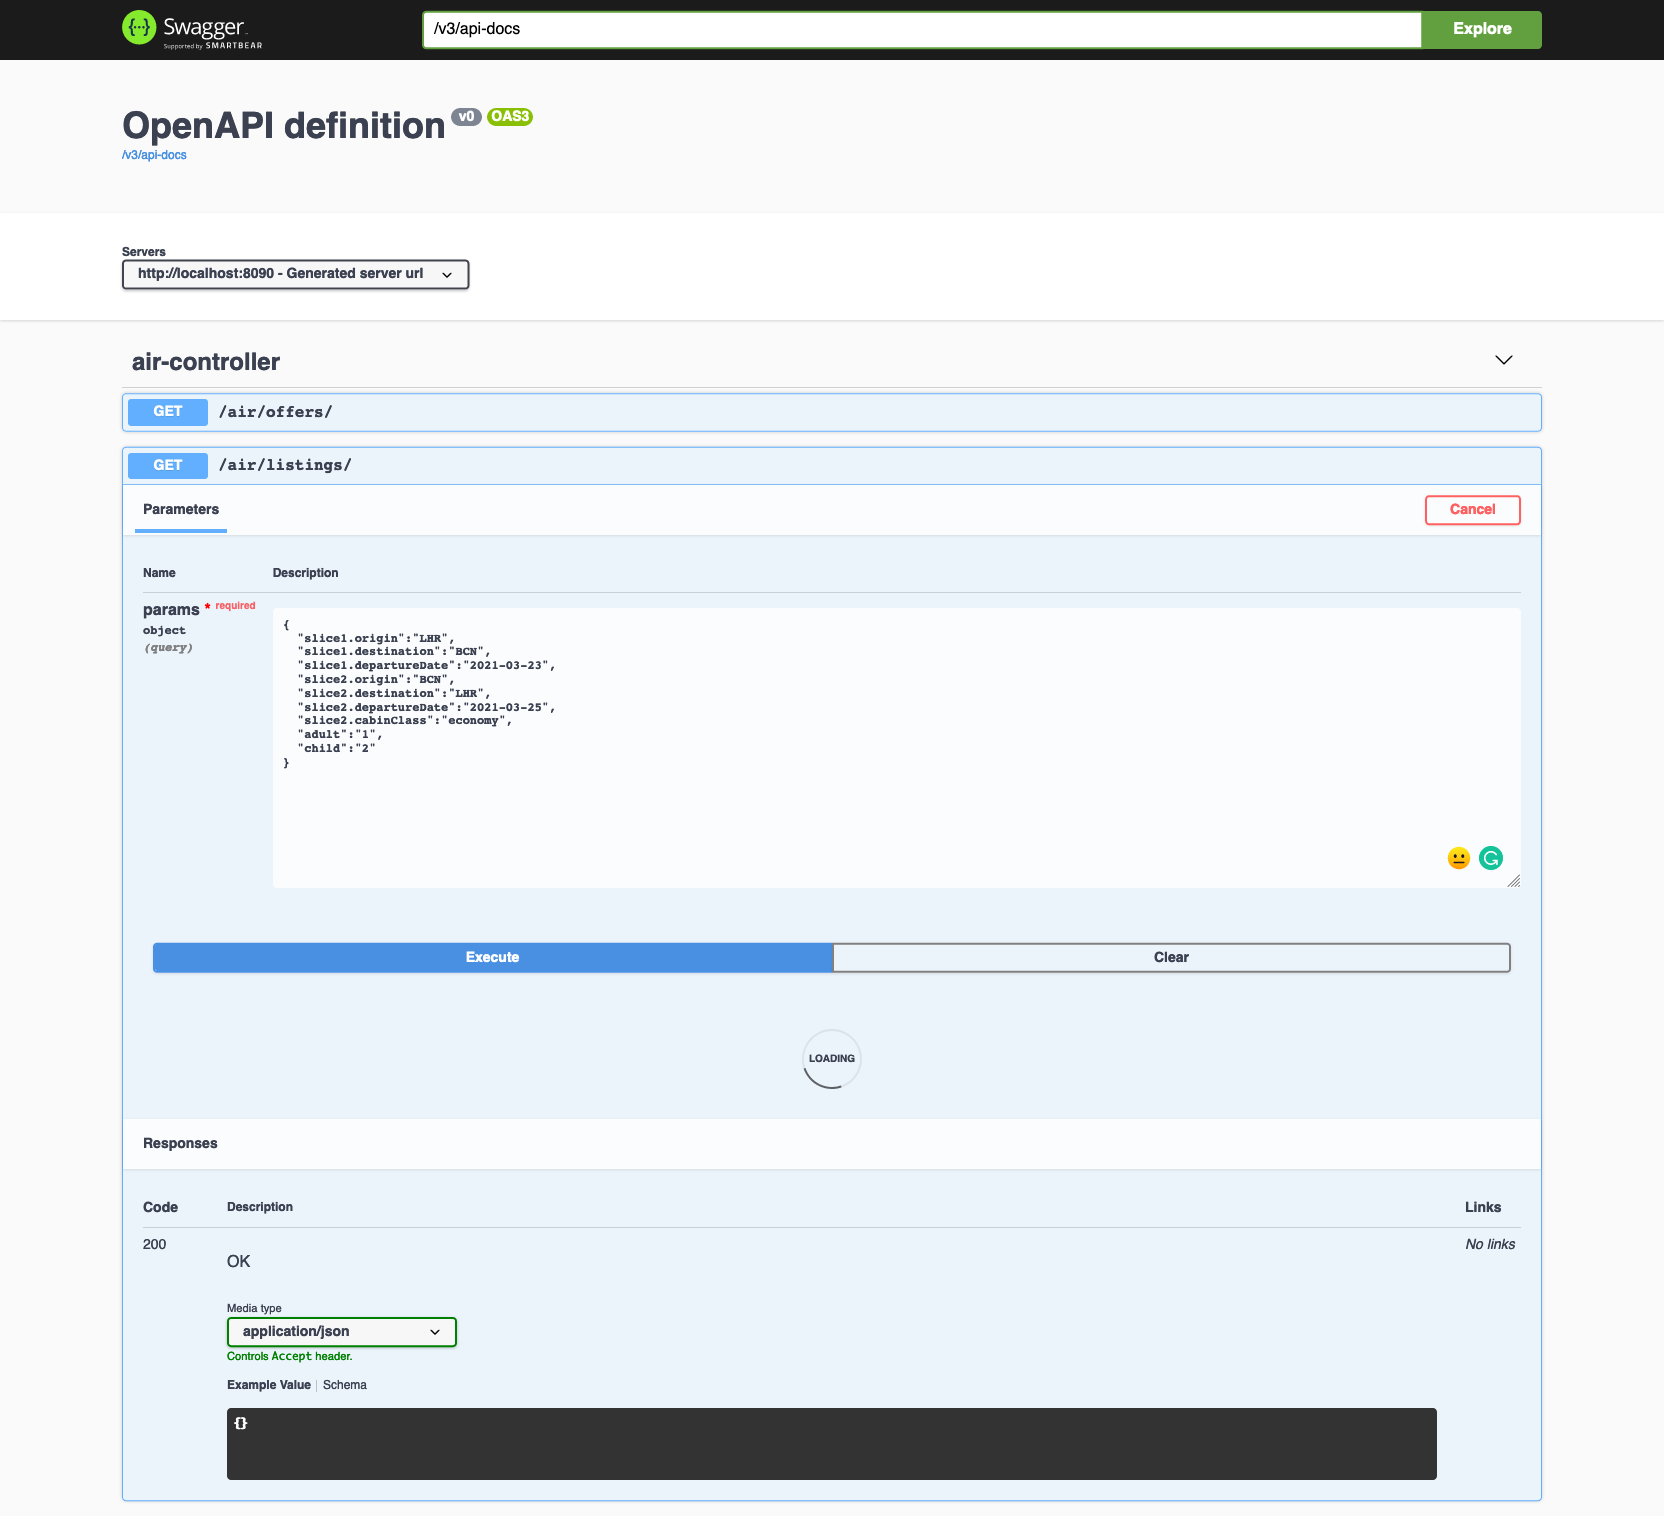 Swagger
Supported by SMARTBEAR
/v3/api-docs
Explore
OpenAPI definition v0 OAS3
/v3/api-docs
Servers
http://localhost:8090 - Generated server url
air-controller
GET /air/offers/
GET /air/listings/
Parameters
Cancel
Name Description
params * required
object
(query)
{
"slice1.origin":"LHR",
"slice1.destination":"BCN",
"slice1.departureDate":"2021-03-23",
"slice2.origin":"BCN",
"slice2.destination":"LHR",
"slice2.departureDate":"2021-03-25",
"slice2.cabinClass":"economy",
"adult":"1",
"child":"2"
}
Execute Clear
LOADING
Responses
Code Description Links
200 OK No links
Media type
application/json
Controls Accept header.
Example Value | Schema
{}